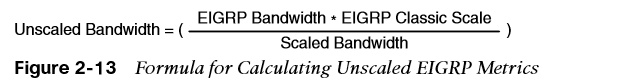 Unscaled Bandwidth = ( EIGRP Bandwidth * EIGRP Classic Scale / Scaled Bandwidth )
Figure 2-13 Formula for Calculating Unscaled EIGRP Metrics